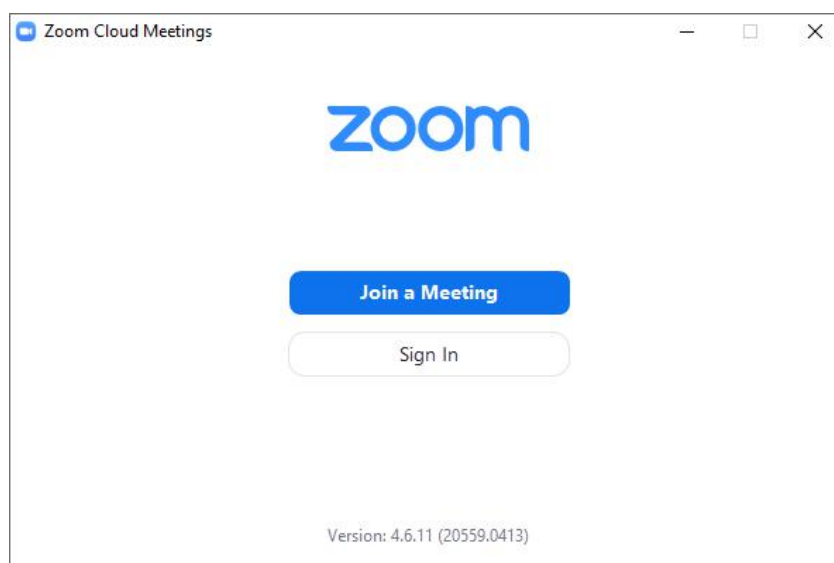 Zoom Cloud Meetings
zoom
Join a Meeting
Sign In
Version: 4.6.11 (20559.0413)